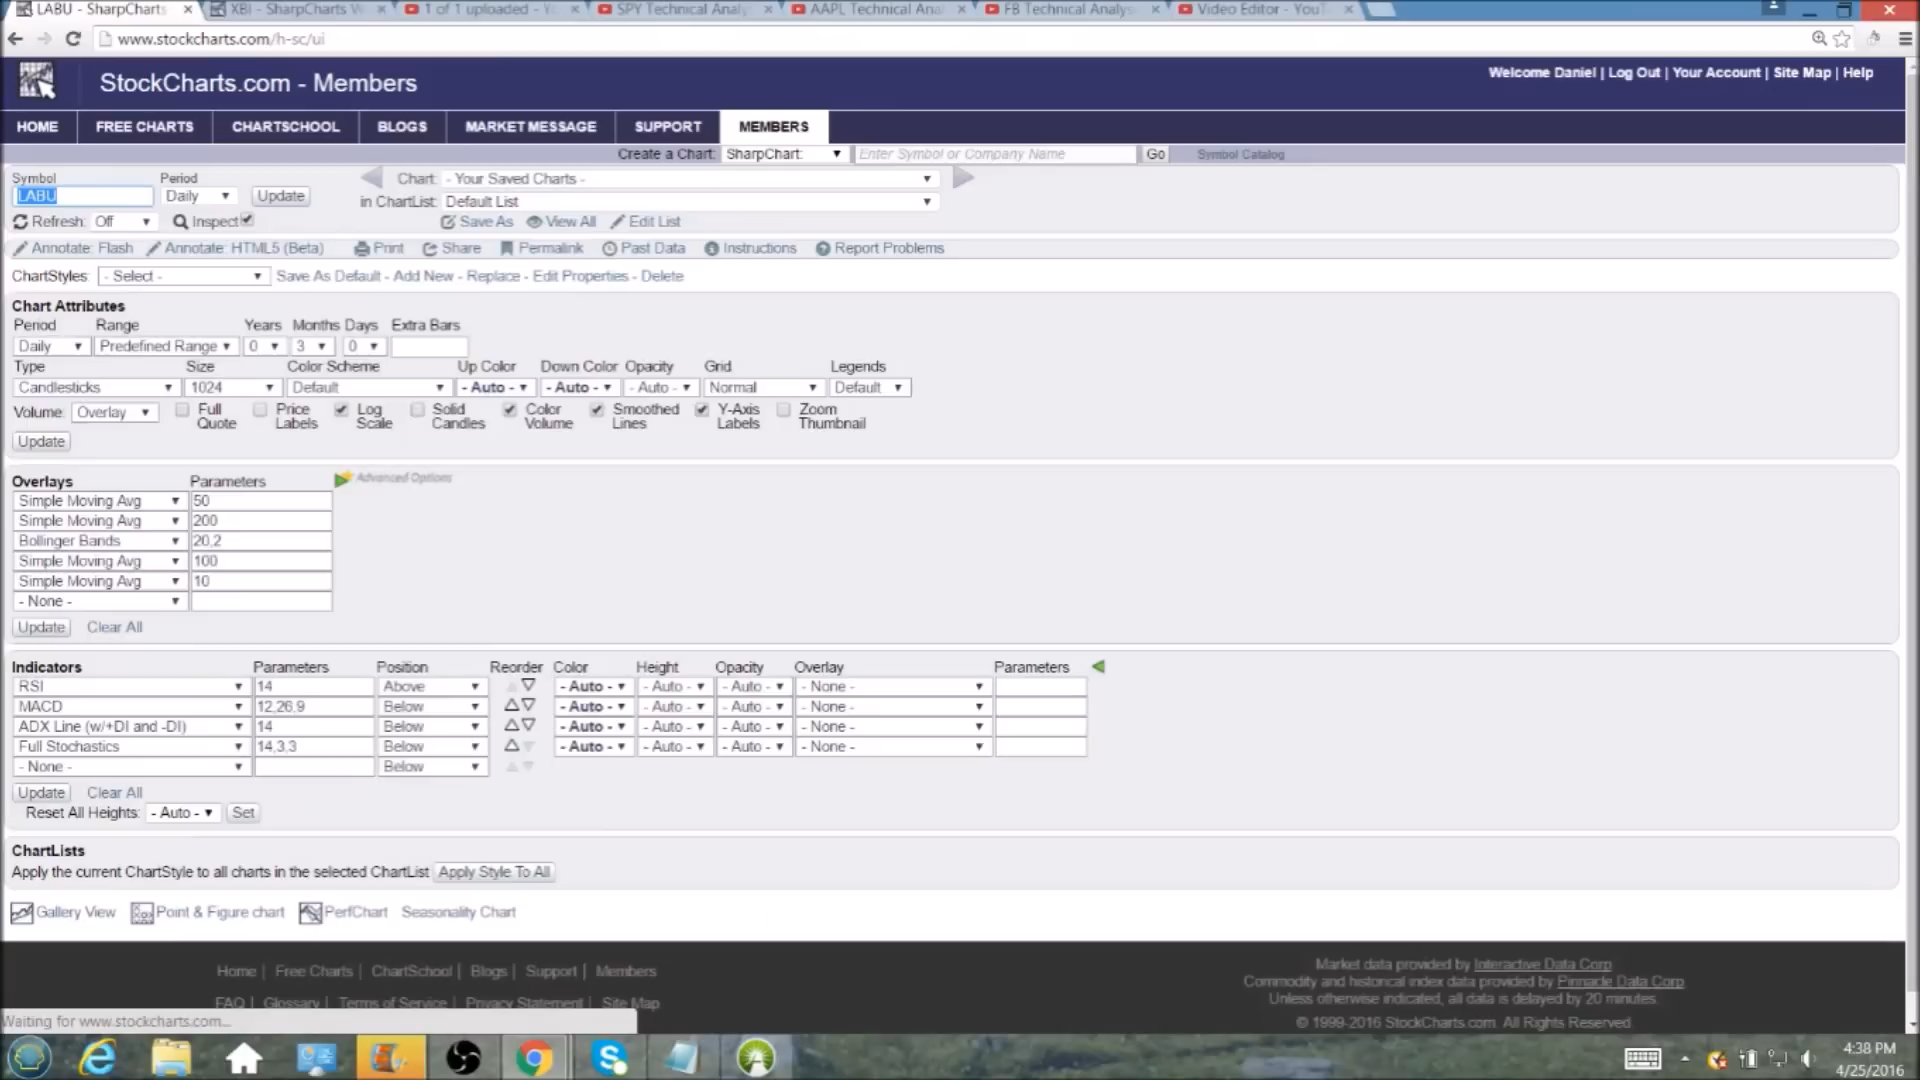 LABU - SharpCharts
XBI - SharpCharts
1 of 1 uploaded -
SPY Technical
AAPL Technical
FB Technical
Video Editor -
www.stockcharts.com/h-sc/ui
StockCharts.com - Members
Welcome Daniel | Log Out | Your Account | Site Map | Help
HOME FREE CHARTS CHARTSCHOOL BLOGS MARKET MESSAGE SUPPORT MEMBERS
Create a Chart: SharpChart: Enter Symbol or Company Name Go Symbol Catalog
Symbol Period Chart: - Your Saved Charts -
LABU Daily Update in ChartList: Default List
Refresh: Off Inspect Save As View All Edit List
Annotate: Flash Annotate: HTML5 (Beta) Print Share Permalink Past Data Instructions Report Problems
ChartStyles: - Select - Save As Default - Add New - Replace - Edit Properties - Delete
Chart Attributes
Period Range Years Months Days Extra Bars
Daily Predefined Range 0 3 0
Type Size Color Scheme Up Color Down Color Opacity Grid Legends
Candlesticks 1024 Default - Auto - - Auto - - Auto - Normal Default
Volume: Overlay Full Price Log Solid Color Smoothed Y-Axis Zoom
Quote Labels Scale Candles Volume Lines Labels Thumbnail
Update
Overlays Parameters Advanced Options
Simple Moving Avg 50
Simple Moving Avg 200
Bollinger Bands 20,2
Simple Moving Avg 100
Simple Moving Avg 10
- None -
Update Clear All
Indicators Parameters Position Reorder Color Height Opacity Overlay Parameters
RSI 14 Above - Auto - - Auto - - Auto - - None -
MACD 12,26,9 Below - Auto - - Auto - - Auto - - None -
ADX Line (w/+DI and -DI) 14 Below - Auto - - Auto - - Auto - - None -
Full Stochastics 14,3,3 Below - Auto - - Auto - - Auto - - None -
- None - Below
Update Clear All
Reset All Heights: - Auto - Set
ChartLists
Apply the current ChartStyle to all charts in the selected ChartList Apply Style To All
Gallery View Point & Figure chart PerfChart Seasonality Chart
Home | Free Charts | ChartSchool | Blogs | Support | Members
FAQ | Glossary | Terms of Service | Privacy Statement | Site Map
Market data provided by Interactive Data Corp
Commodity and historical index data provided by Pinnacle Data Corp
Unless otherwise indicated, all data is delayed by 20 minutes.
© 1999-2016 StockCharts.com. All Rights Reserved.
Waiting for www.stockcharts.com...
4:38 PM
4/25/2016